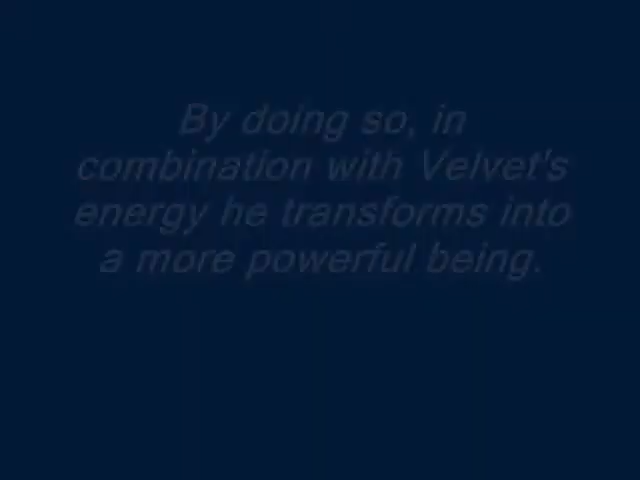 By doing so, in
combination with Velvet's
energy he transforms into
a more powerful being.